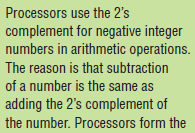 Processors use the 2’s
complement for negative integer
numbers in arithmetic operations.
The reason is that subtraction
of a number is the same as
adding the 2’s complement of
the number. Processors form the